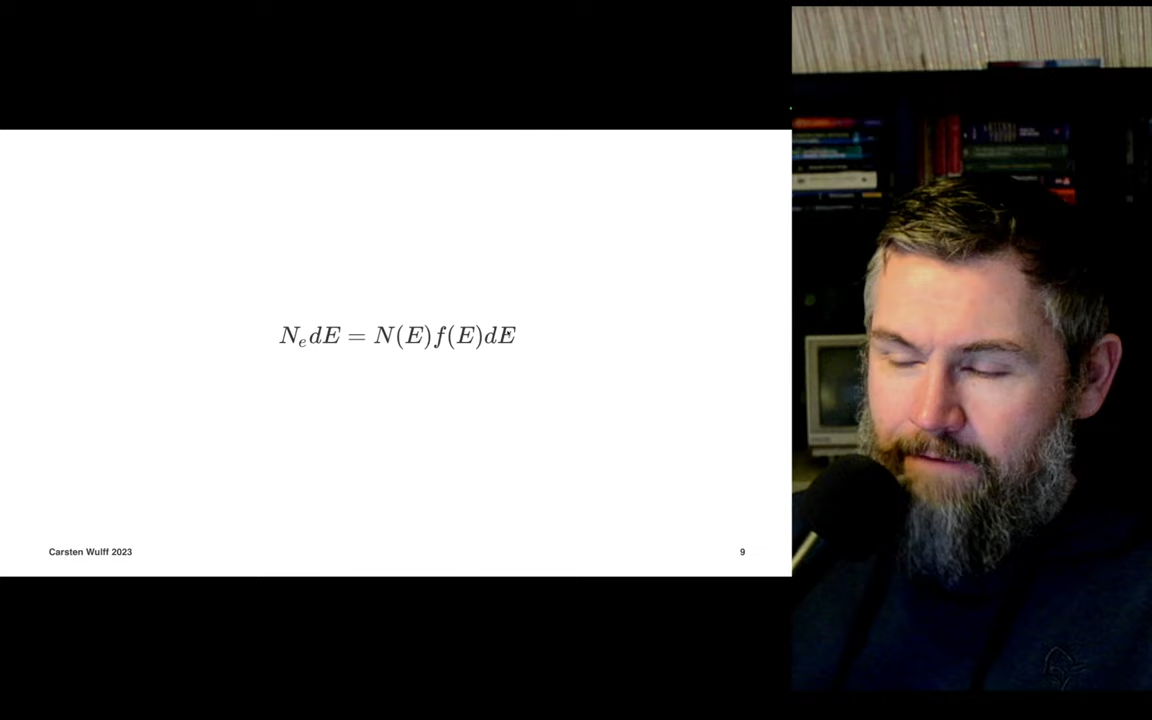 N_e dE = N(E)f(E)dE
Carsten Wulff 2023
9